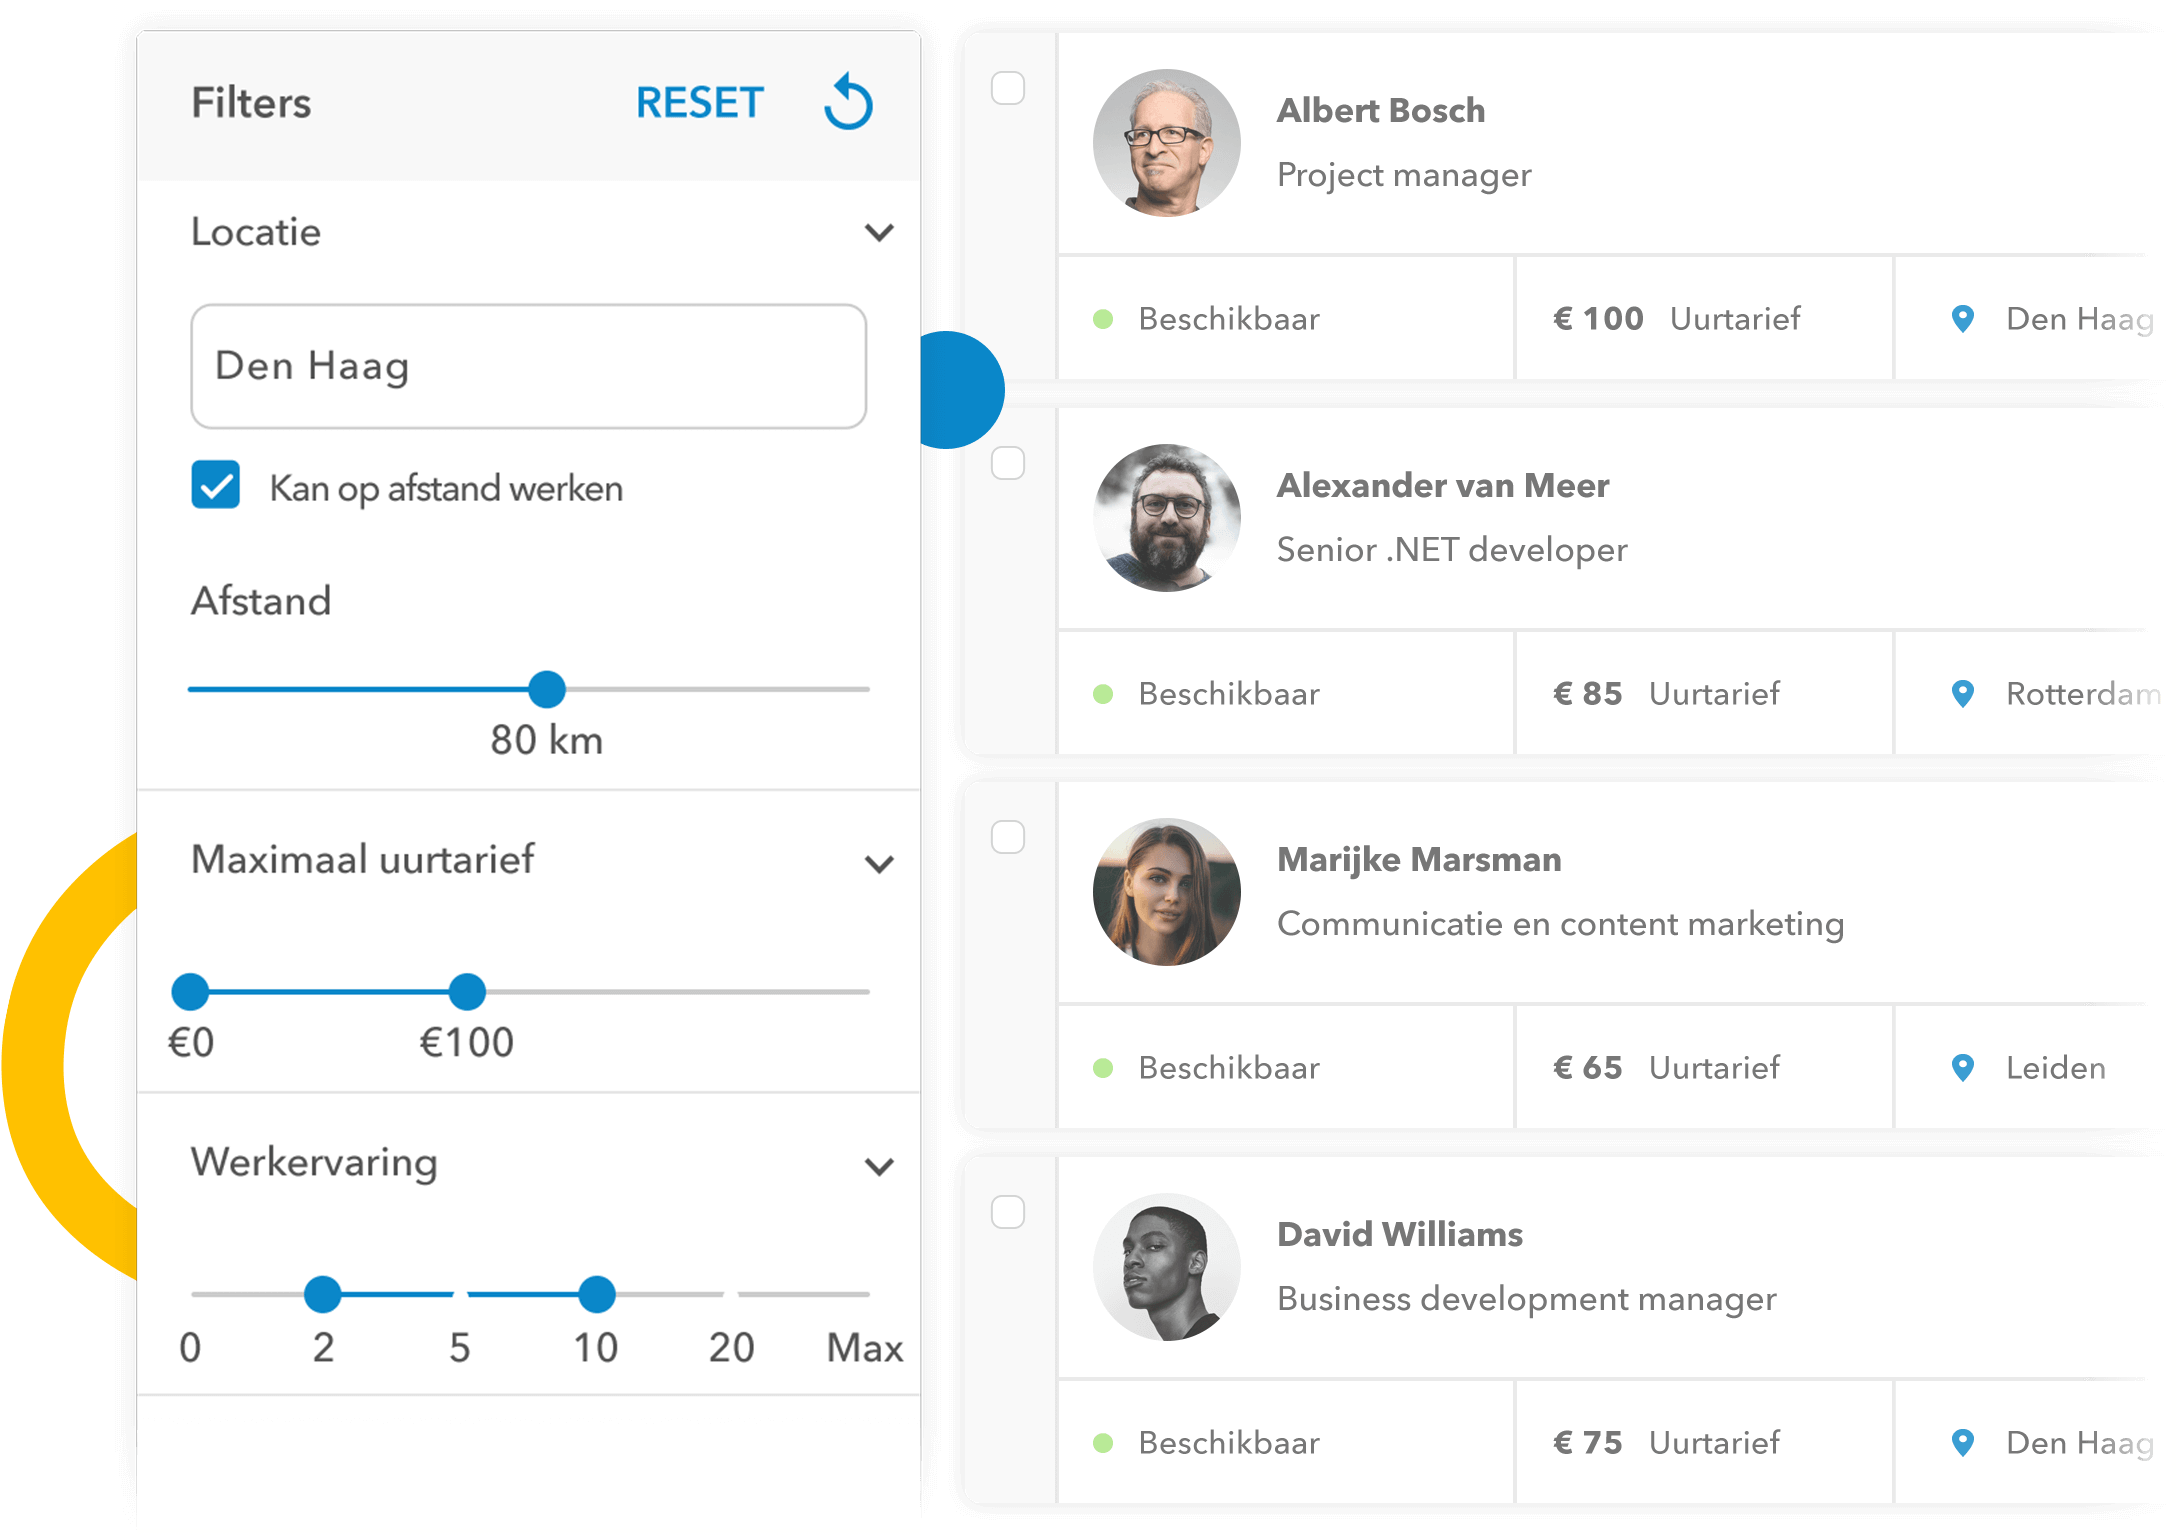 Filters RESET
Locatie
Den Haag
Kan op afstand werken
Afstand
80 km
Maximaal uurtarief
€0 €100
Werkervaring
0 2 5 10 20 Max
Albert Bosch
Project manager
Beschikbaar € 100 Uurtarief Den Haag
Alexander van Meer
Senior .NET developer
Beschikbaar € 85 Uurtarief Rotterdam
Marijke Marsman
Communicatie en content marketing
Beschikbaar € 65 Uurtarief Leiden
David Williams
Business development manager
Beschikbaar € 75 Uurtarief Den Haag